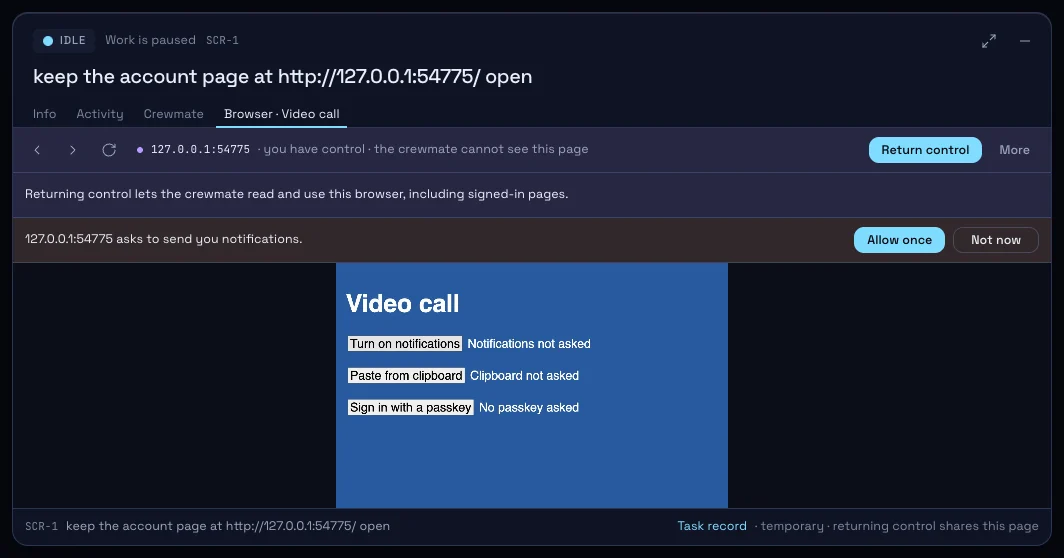 IDLE Work is paused SCR-1
keep the account page at http://127.0.0.1:54775/ open
Info Activity Crewmate Browser · Video call
127.0.0.1:54775 · you have control · the crewmate cannot see this page Return control More
Returning control lets the crewmate read and use this browser, including signed-in pages.
127.0.0.1:54775 asks to send you notifications. Allow once Not now
Video call
Turn on notifications Notifications not asked
Paste from clipboard Clipboard not asked
Sign in with a passkey No passkey asked
SCR-1 keep the account page at http://127.0.0.1:54775/ open Task record · temporary · returning control shares this page